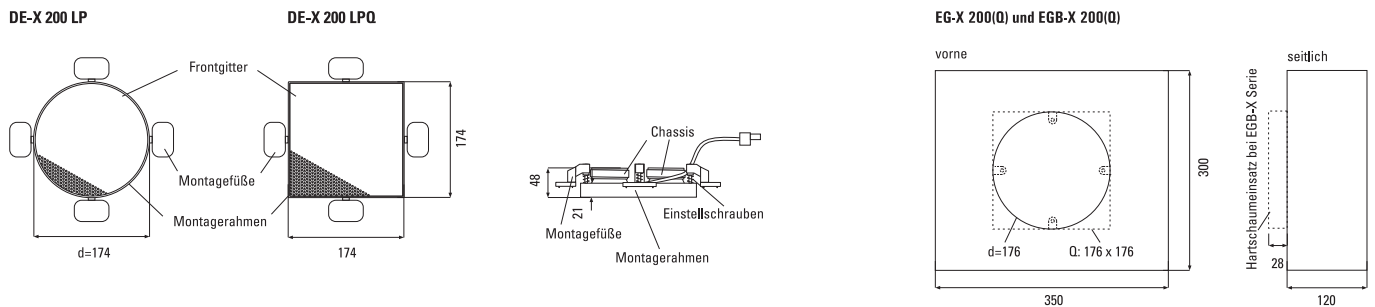 DE-X 200 LP
DE-X 200 LPQ
EG-X 200(Q) und EGB-X 200(Q)
vorne
seitlich
Frontgitter
174
Chassis
Montagefüße
48
21
Einstellschrauben
Montagerahmen
Montagefüße
Montagerahmen
d=174
174
300
Hartschaumeinsatz bei EGB-X Serie
d=176
Q: 176 x 176
28
350
120